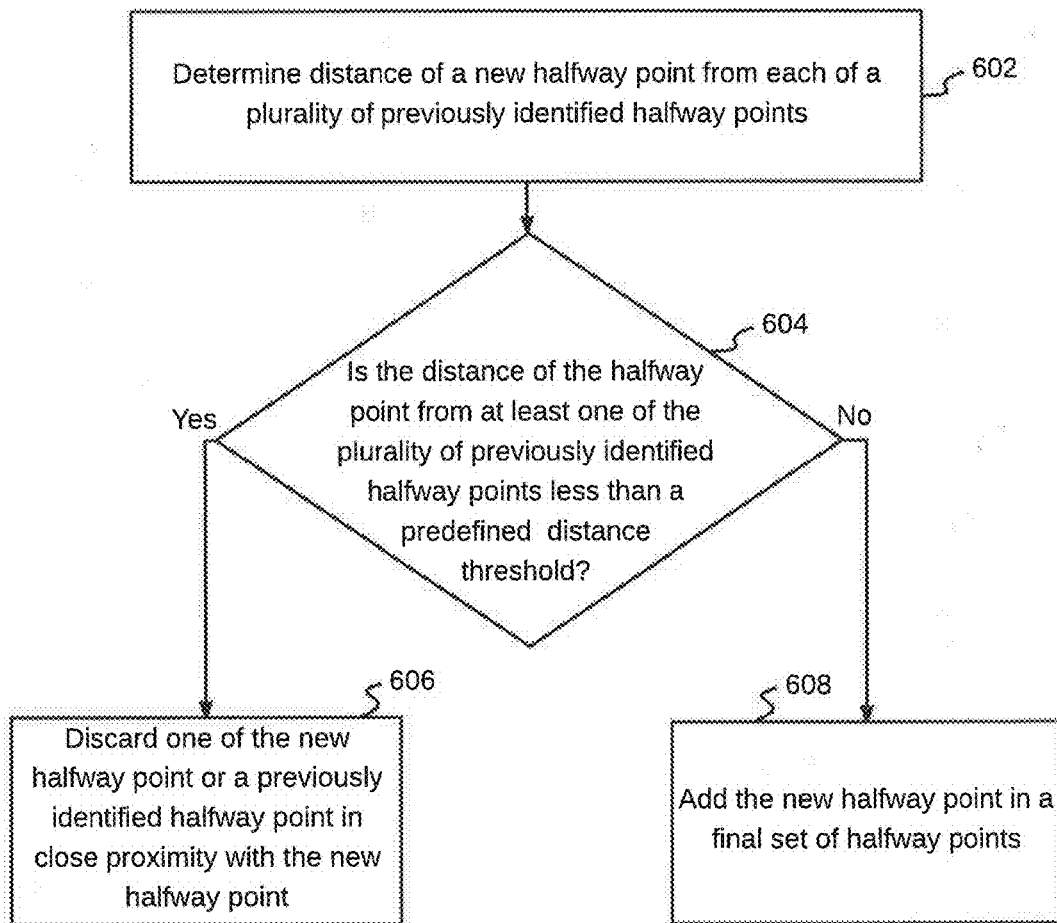 Determine distance of a new halfway point from each of a
plurality of previously identified halfway points
602
604
Is the distance of the halfway
point from at least one of the
plurality of previously identified
halfway points less than a
predefined distance
threshold?
Yes
No
606
Discard one of the new
halfway point or a previously
identified halfway point in
close proximity with the new
halfway point
608
Add the new halfway point in a
final set of halfway points